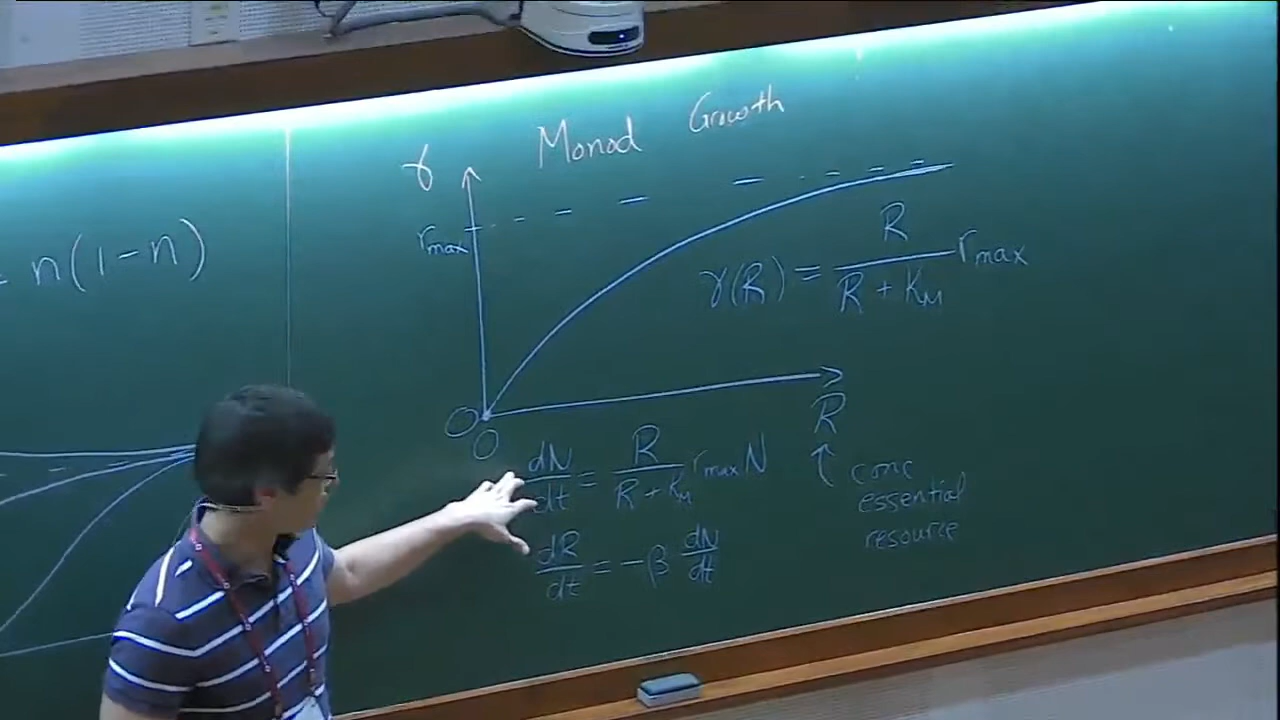 Monod Growth
γ
r_max
= n(1-n)
γ(R) = R / (R + K_M) r_max
O
O
R
dN/dt = R / (R + K_M) r_max N
↑ conc
essential
resource
dR/dt = -β dN/dt